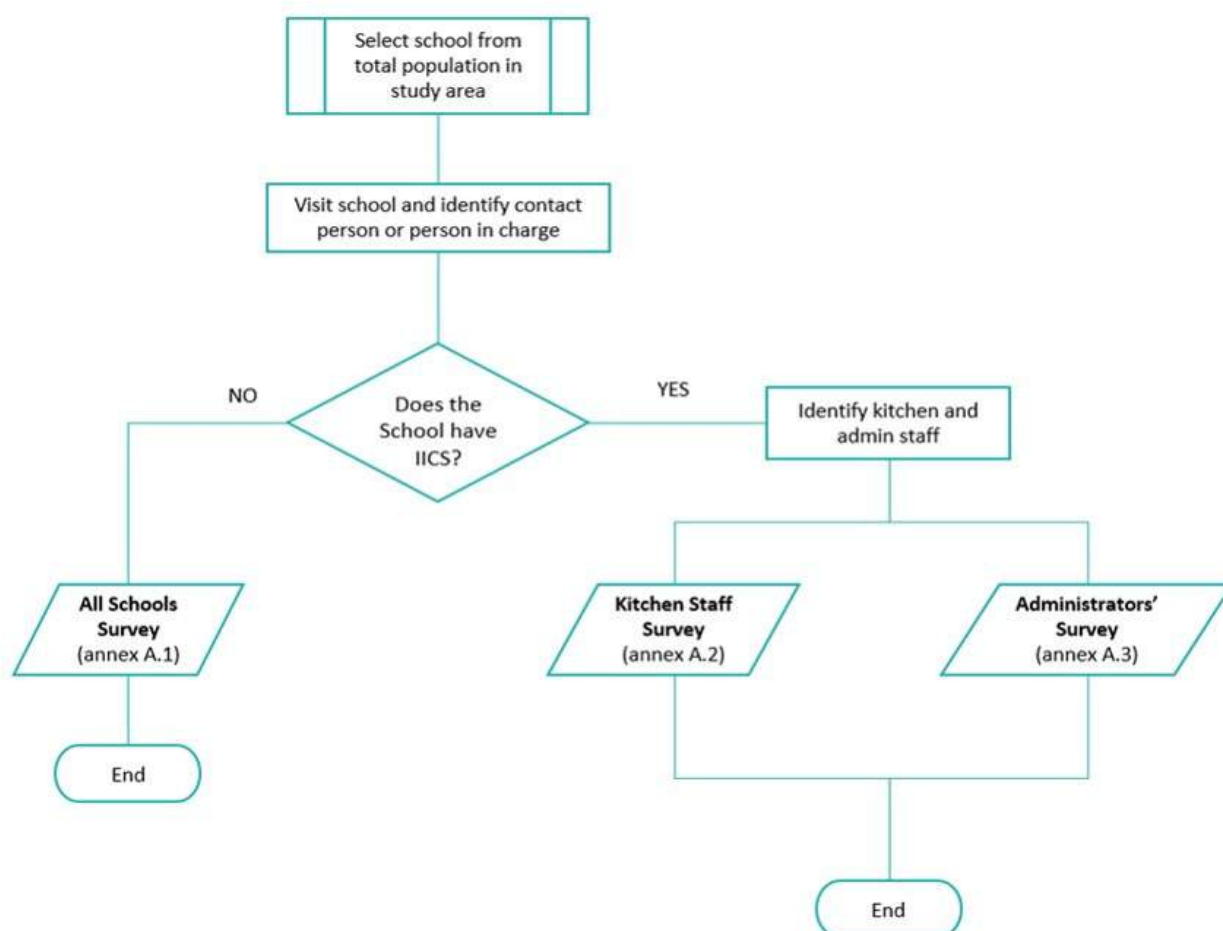 Select school from
total population in
study area
Visit school and identify contact
person or person in charge
NO
YES
Does the
School have
IICS?
Identify kitchen and
admin staff
All Schools
Survey
(annex A.1)
Kitchen Staff
Survey
(annex A.2)
Administrators’
Survey
(annex A.3)
End
End